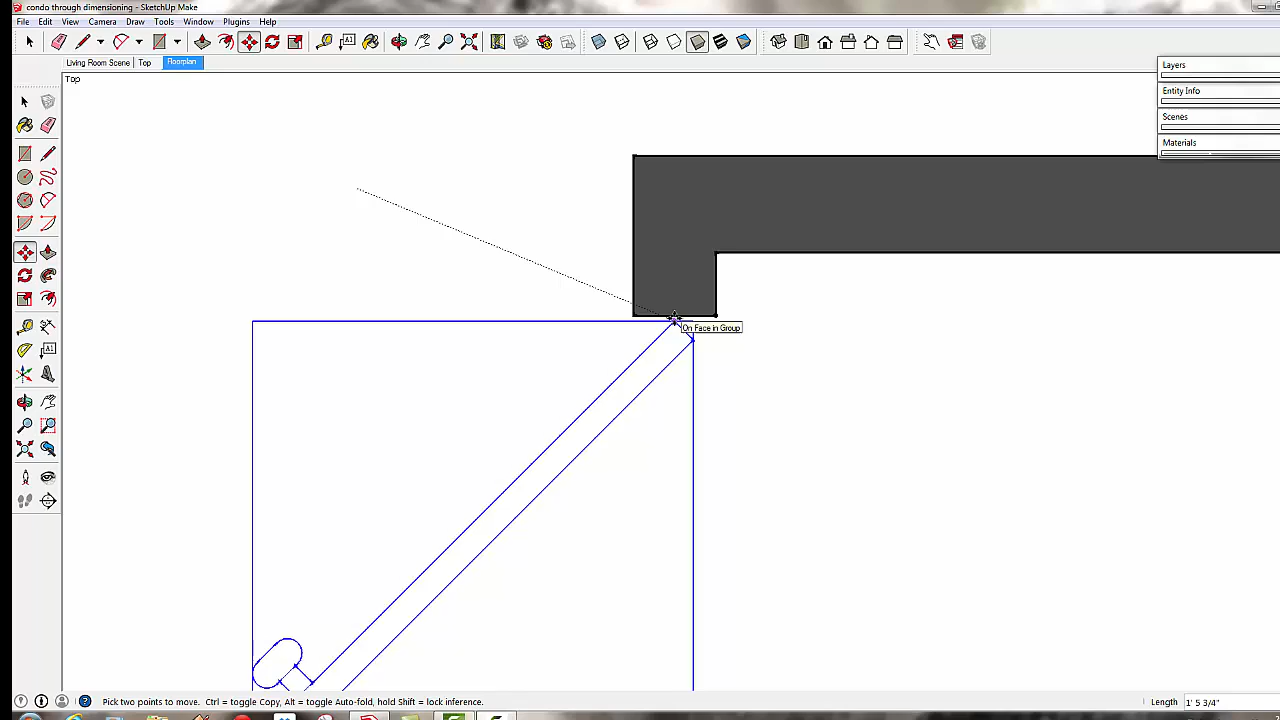 condo through dimensioning - SketchUp Make
File Edit View Camera Draw Tools Window Plugins Help
Living Room Scene Top Floorplan
Top
Layers
Entity Info
Scenes
Materials
On Face in Group
Pick two points to move. Ctrl = toggle Copy, Alt = toggle Auto-fold, hold Shift = lock inference.
Length 1' 5 3/4"